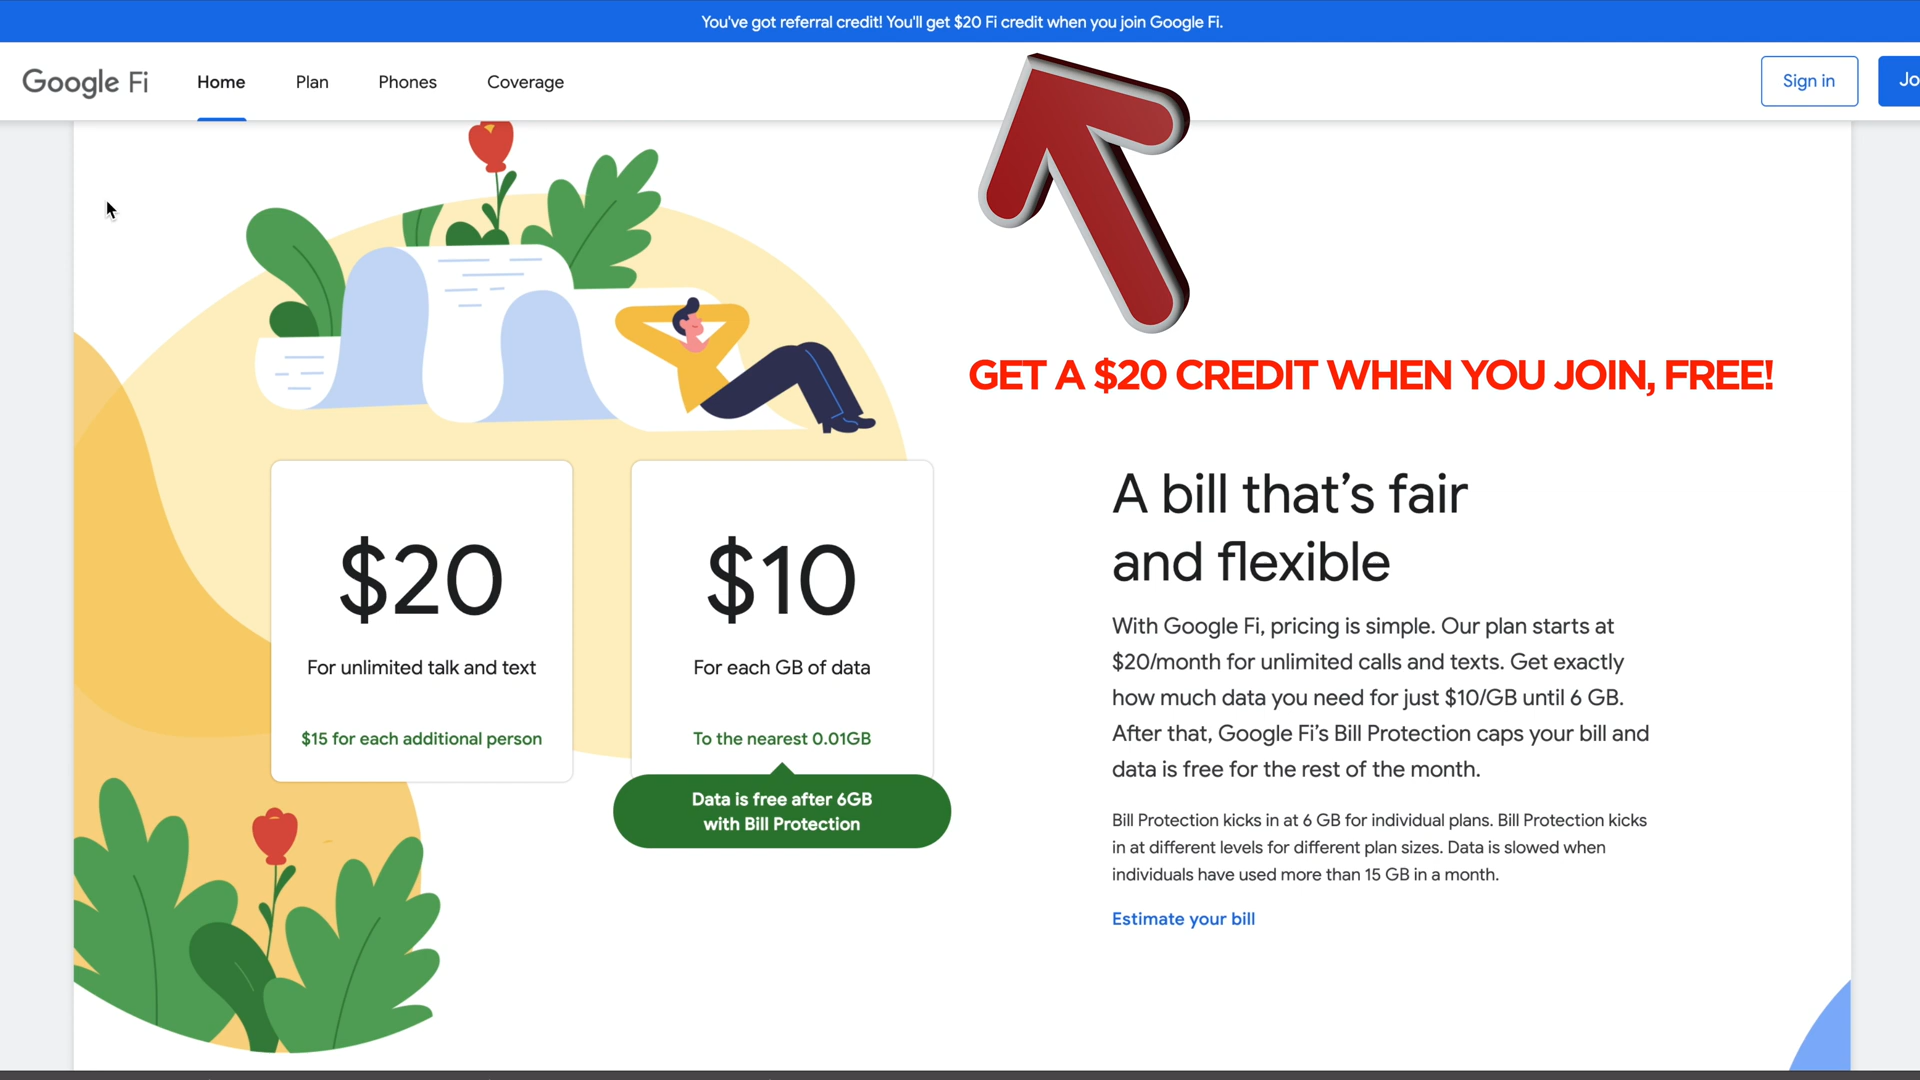 You've got referral credit! You'll get $20 Fi credit when you join Google Fi.
Google Fi
Home
Plan
Phones
Coverage
Sign in
Jo
GET A $20 CREDIT WHEN YOU JOIN, FREE!
$20
For unlimited talk and text
$15 for each additional person
$10
For each GB of data
To the nearest 0.01GB
Data is free after 6GB
with Bill Protection
A bill that’s fair
and flexible
With Google Fi, pricing is simple. Our plan starts at
$20/month for unlimited calls and texts. Get exactly
how much data you need for just $10/GB until 6 GB.
After that, Google Fi’s Bill Protection caps your bill and
data is free for the rest of the month.
Bill Protection kicks in at 6 GB for individual plans. Bill Protection kicks
in at different levels for different plan sizes. Data is slowed when
individuals have used more than 15 GB in a month.
Estimate your bill